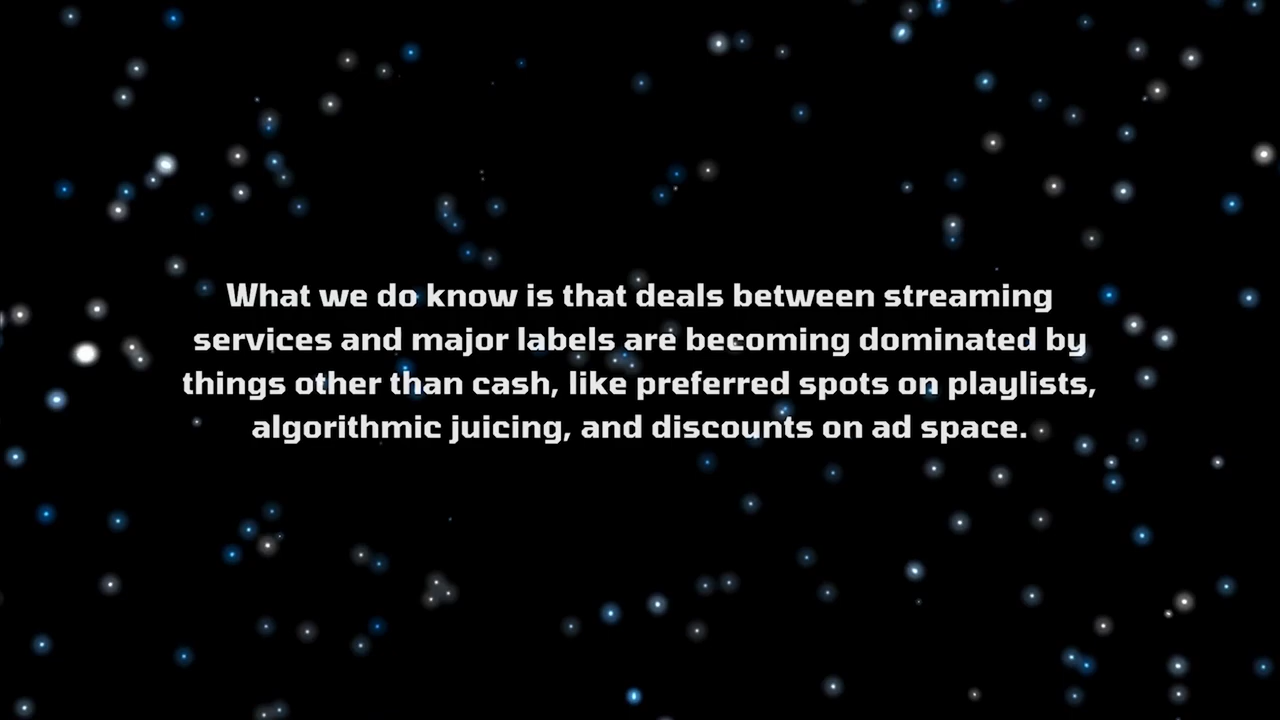 What we do know is that deals between streaming
services and major labels are becoming dominated by
things other than cash, like preferred spots on playlists,
algorithmic juicing, and discounts on ad space.